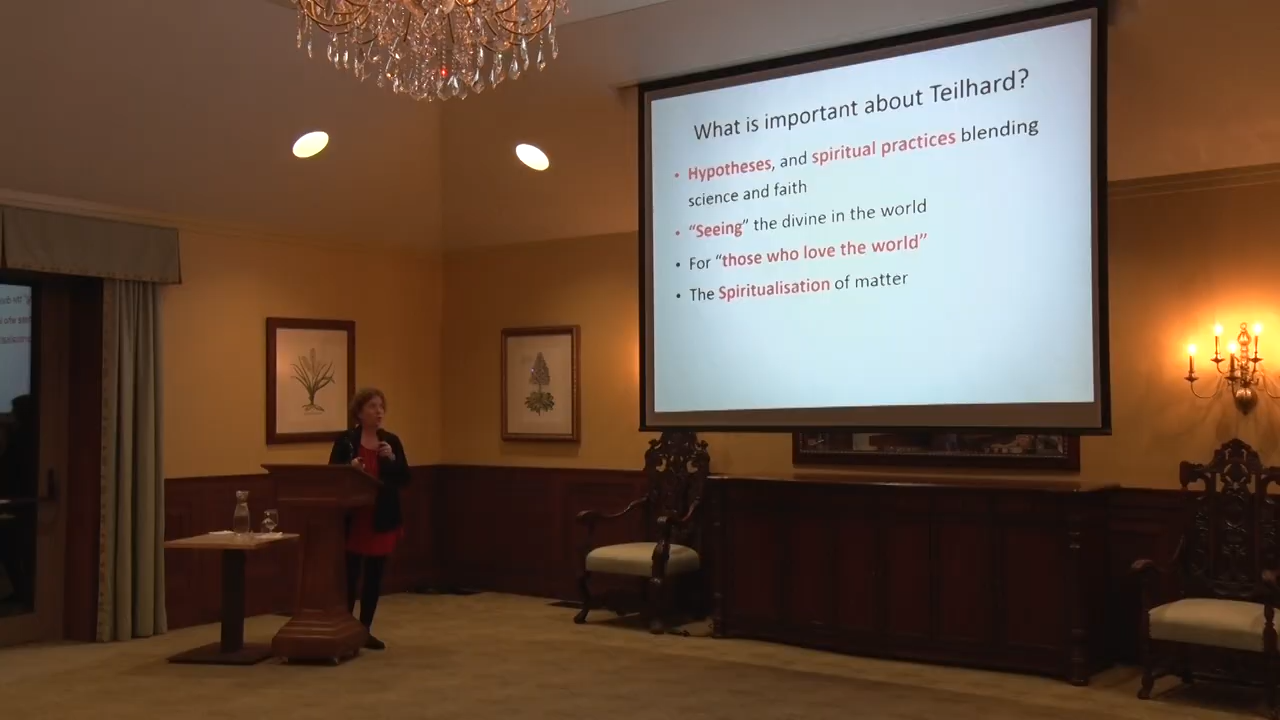 What is important about Teilhard?
• Hypotheses, and spiritual practices blending
science and faith
• “Seeing” the divine in the world
• For “those who love the world”
• The Spiritualisation of matter